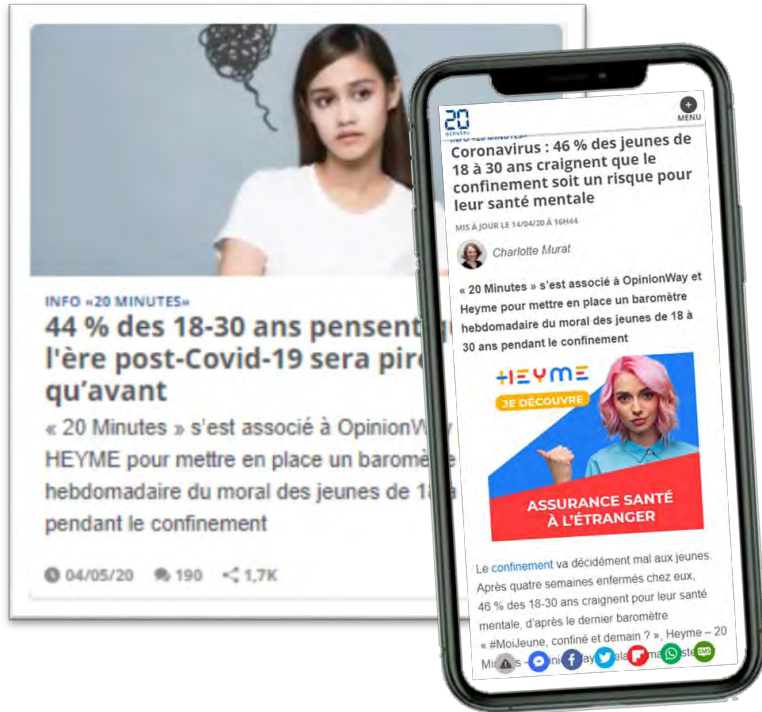 INFO «20 MINUTES»
44 % des 18-30 ans pensent
l'ère post-Covid-19 sera pire
qu'avant
« 20 Minutes » s'est associé à
HEYME pour mettre en place un
hebdomadaire du moral des jeunes de
pendant le confinement
04/05/20 190 1,7K
20
minutes
MENU
Coronavirus : 46 % des jeunes de
18 à 30 ans craignent que le
confinement soit un risque pour
leur santé mentale
MIS À JOUR LE 14/04/20 À 16H44
Charlotte Murat
« 20 Minutes » s'est associé à OpinionWay et
Heyme pour mettre en place un baromètre
hebdomadaire du moral des jeunes de 18 à
30 ans pendant le confinement
HEYME
JE DÉCOUVRE
ASSURANCE SANTÉ
À L'ÉTRANGER
Le confinement va décidément mal aux jeunes.
Après quatre semaines enfermés chez eux,
46 % des 18-30 ans craignent pour leur santé
mentale, d'après le dernier baromètre
« #MoiJeune, confiné et demain ? », Heyme – 20
SMS